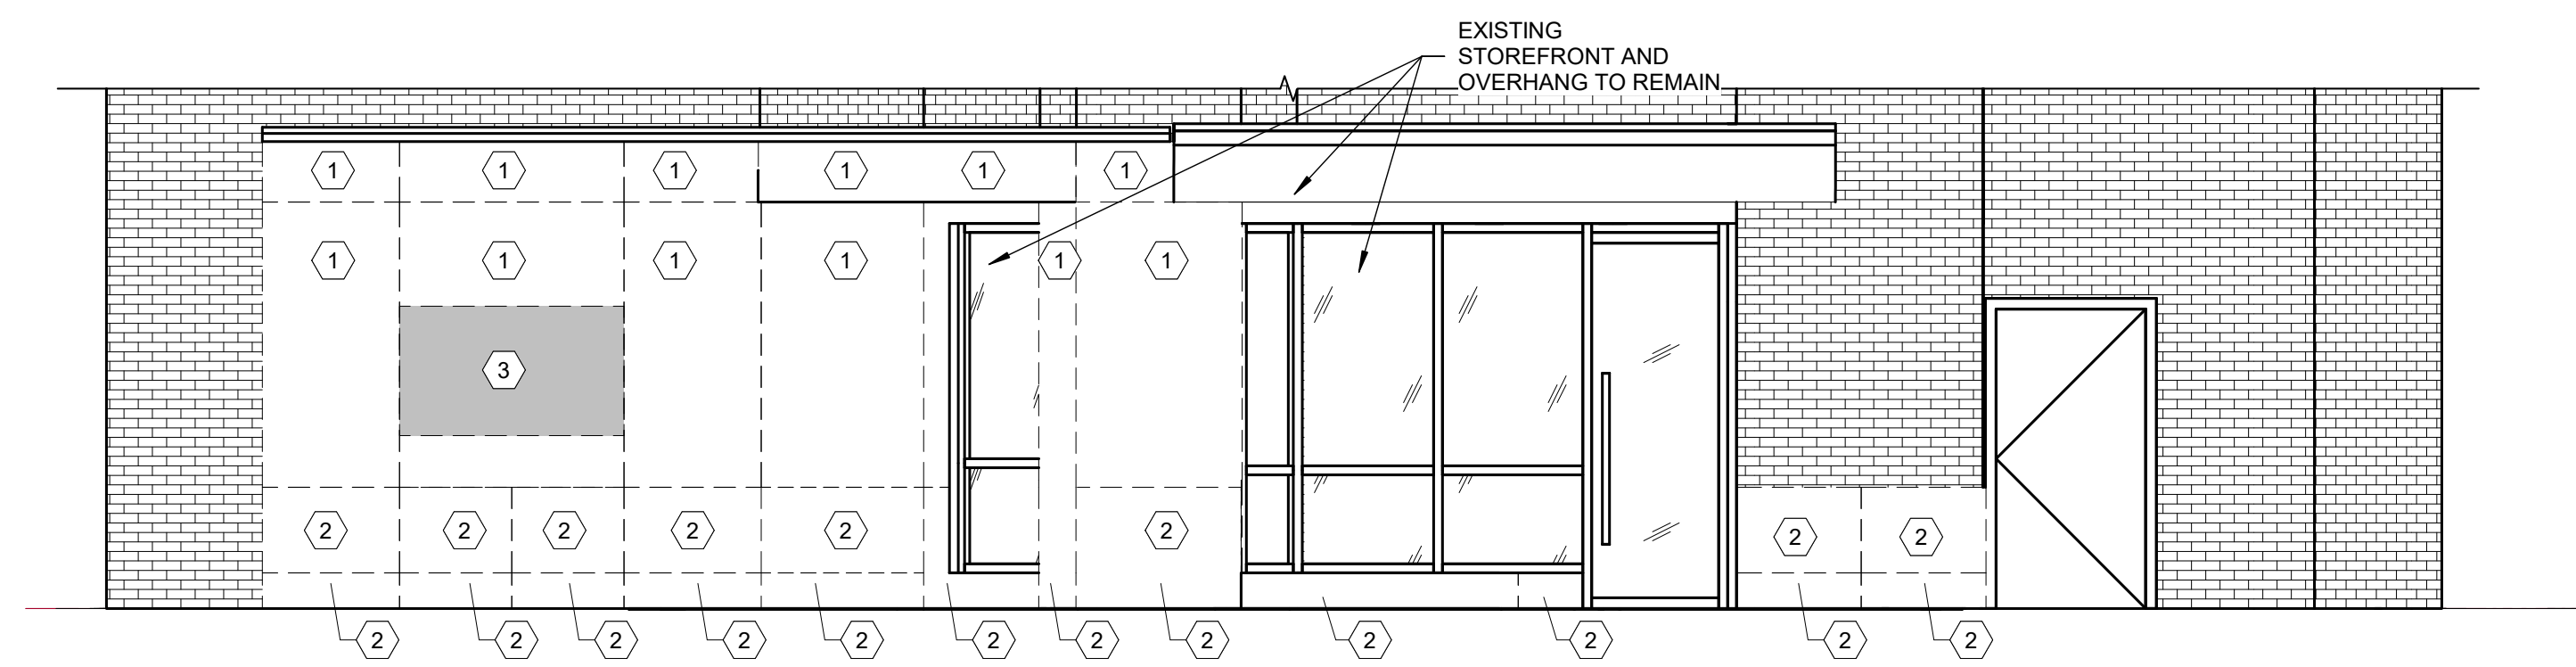 EXISTING
STOREFRONT AND
OVERHANG TO REMAIN
1 1 1 1 1 1
1 1 1 1 1 1
3
2 2 2 2 2 2 2 2
2 2 2 2 2 2 2 2 2 2 2 2